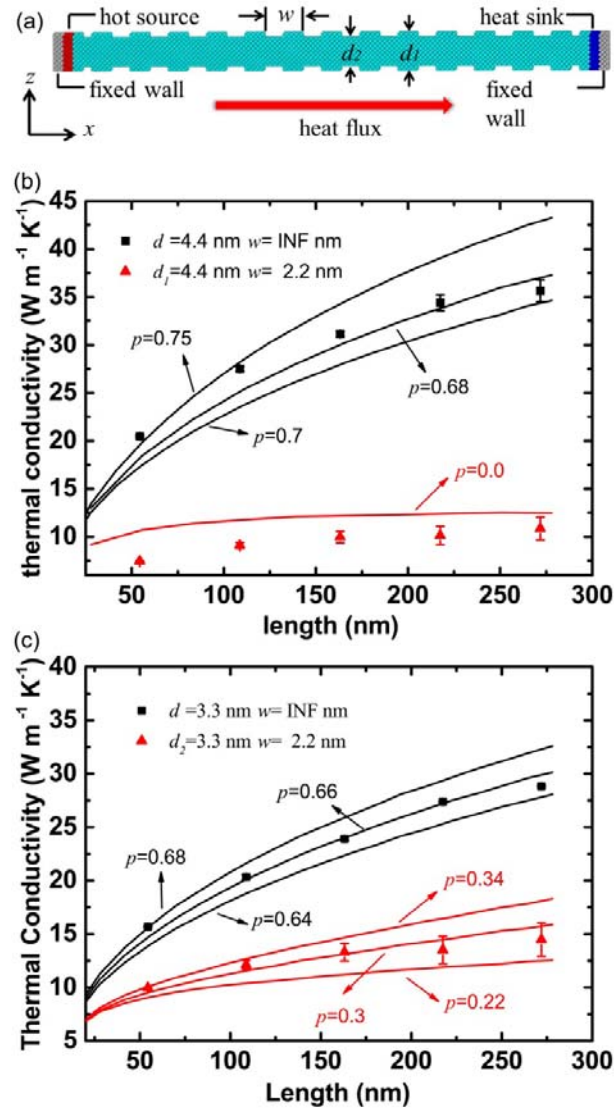 (a)
hot source
w
heat sink
d2
d1
fixed wall
fixed
wall
z
x
heat flux
(b)
45
40
35
30
25
20
15
10
thermal conductivity (W m-1 K-1)
d =4.4 nm w= INF nm
d1=4.4 nm w= 2.2 nm
p=0.75
p=0.68
p=0.7
p=0.0
50 100 150 200 250 300
length (nm)
(c)
40
35
30
25
20
15
10
5
Thermal Conductivity (W m-1 K-1)
d =3.3 nm w= INF nm
d2=3.3 nm w= 2.2 nm
p=0.66
p=0.68
p=0.64
p=0.34
p=0.3
p=0.22
50 100 150 200 250 300
Length (nm)